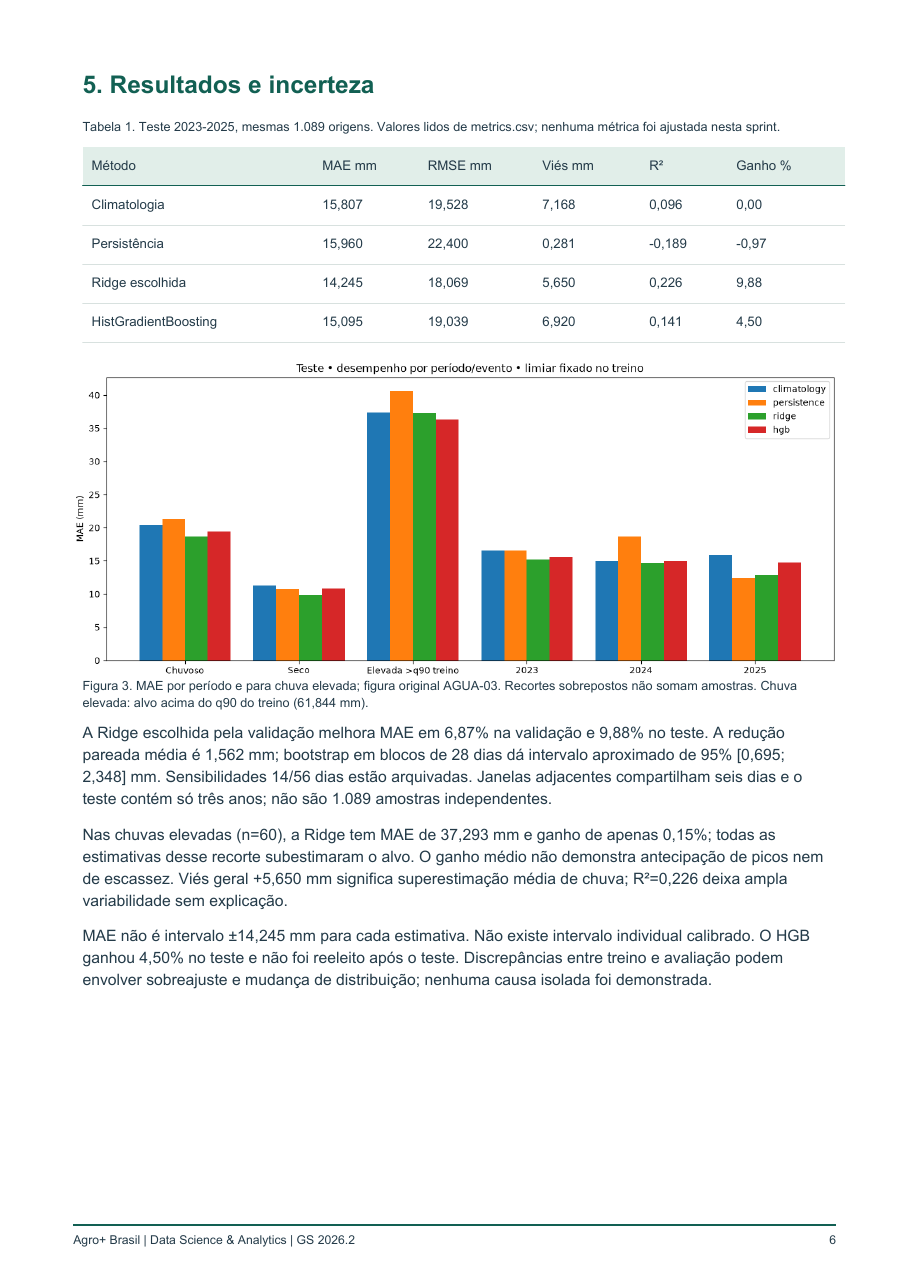 5. Resultados e incerteza
Tabela 1. Teste 2023-2025, mesmas 1.089 origens. Valores lidos de metrics.csv; nenhuma métrica foi ajustada nesta sprint.
Método MAE mm RMSE mm Viés mm R² Ganho %
Climatologia 15,807 19,528 7,168 0,096 0,00
Persistência 15,960 22,400 0,281 -0,189 -0,97
Ridge escolhida 14,245 18,069 5,650 0,226 9,88
HistGradientBoosting 15,095 19,039 6,920 0,141 4,50
Teste • desempenho por período/evento • limiar fixado no treino
climatology
persistence
ridge
hgb
MAE (mm)
40
35
30
25
20
15
10
5
0
Chuvoso Seco Elevada >q90 treino 2023 2024 2025
Figura 3. MAE por período e para chuva elevada; figura original AGUA-03. Recortes sobrepostos não somam amostras. Chuva
elevada: alvo acima do q90 do treino (61,844 mm).
A Ridge escolhida pela validação melhora MAE em 6,87% na validação e 9,88% no teste. A redução
pareada média é 1,562 mm; bootstrap em blocos de 28 dias dá intervalo aproximado de 95% [0,695;
2,348] mm. Sensibilidades 14/56 dias estão arquivadas. Janelas adjacentes compartilham seis dias e o
teste contém só três anos; não são 1.089 amostras independentes.
Nas chuvas elevadas (n=60), a Ridge tem MAE de 37,293 mm e ganho de apenas 0,15%; todas as
estimativas desse recorte subestimaram o alvo. O ganho médio não demonstra antecipação de picos nem
de escassez. Viés geral +5,650 mm significa superestimação média de chuva; R²=0,226 deixa ampla
variabilidade sem explicação.
MAE não é intervalo ±14,245 mm para cada estimativa. Não existe intervalo individual calibrado. O HGB
ganhou 4,50% no teste e não foi reeleito após o teste. Discrepâncias entre treino e avaliação podem
envolver sobreajuste e mudança de distribuição; nenhuma causa isolada foi demonstrada.
Agro+ Brasil | Data Science & Analytics | GS 2026.2 6